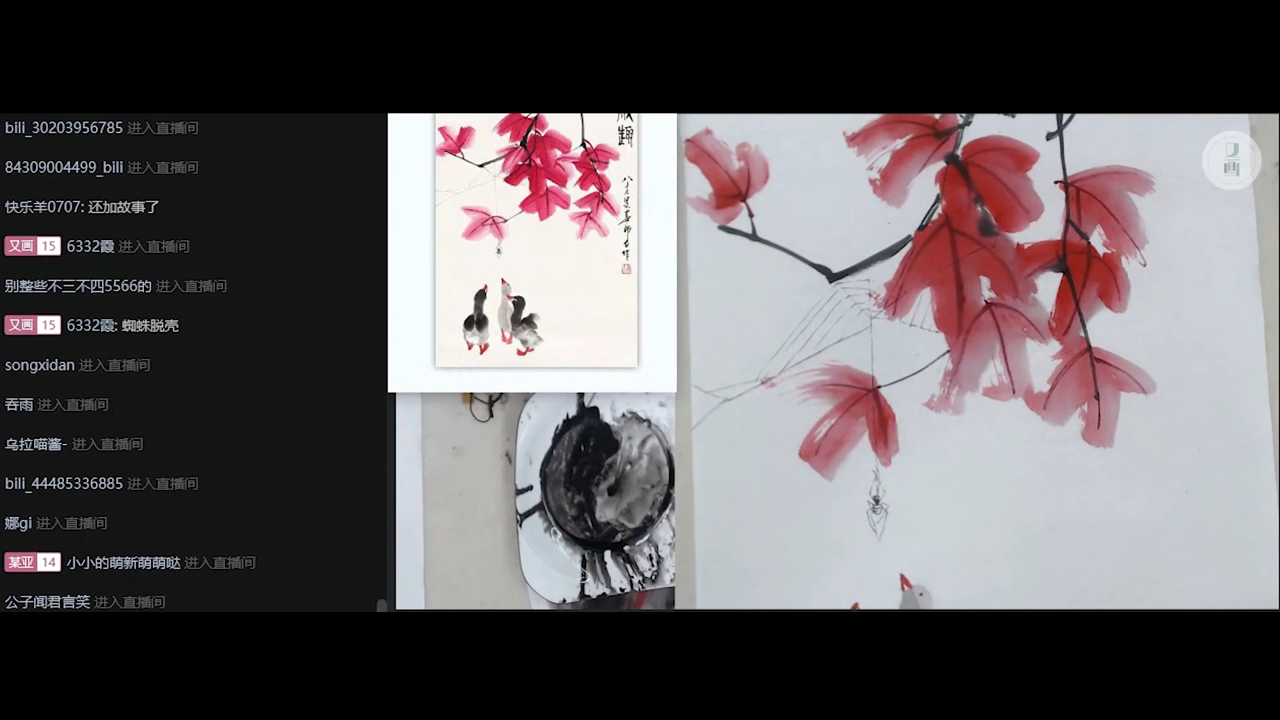 bili_30203956785 进入直播间
84309004499_bili 进入直播间
快乐羊0707: 还加故事了
又画 15 6332霞 进入直播间
别整些不三不四5566的 进入直播间
又画 15 6332霞: 蜘蛛脱壳
songxidan 进入直播间
吞雨 进入直播间
乌拉喵酱- 进入直播间
bili_44485336885 进入直播间
娜gi 进入直播间
某亚 14 小小的萌新萌萌哒 进入直播间
公子闻君言笑 进入直播间